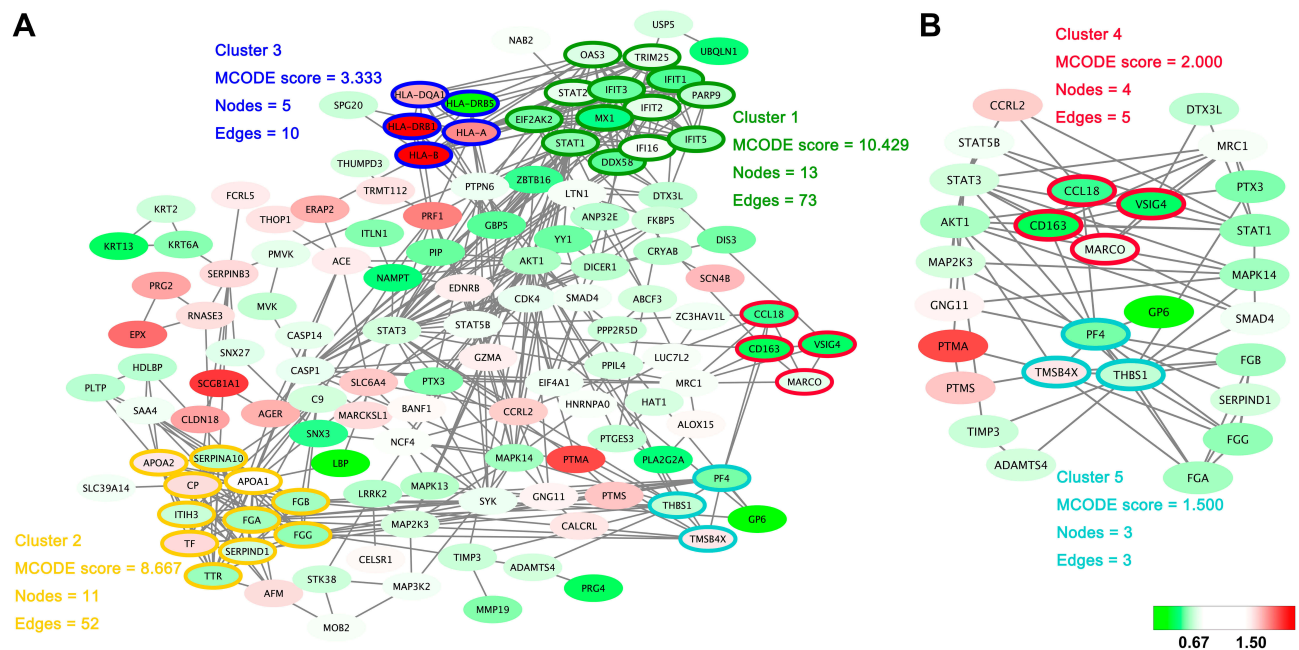 A
B
Cluster 3
MCODE score = 3.333
Nodes = 5
Edges = 10
Cluster 1
MCODE score = 10.429
Nodes = 13
Edges = 73
Cluster 2
MCODE score = 8.667
Nodes = 11
Edges = 52
USP5
NAB2
UBQLN1
OAS3
TRIM25
IFIT1
IFIT3
STAT2
IFIT2
PARP9
EIF2AK2
MX1
STAT1
IFI16
IFIT5
DDX58
HLA-DQA1
HLA-DRB5
HLA-DRB1
HLA-A
HLA-B
SPG20
THUMPD3
TRMT112
PTPN6
ZBTB16
LTN1
DTX3L
FCRL5
THOP1
ERAP2
PRF1
GBP5
ANP32E
FKBP5
KRT2
KRT13
KRT6A
ITLN1
PIP
YY1
CRYAB
DIS3
PMVK
ACE
NAMPT
AKT1
DICER1
SCN4B
SERPINB3
PRG2
EDNRB
MVK
RNASE3
CDK4
SMAD4
ABCF3
EPX
CASP14
STAT3
STAT5B
PPP2R5D
ZC3HAV1L
CCL18
SNX27
CASP1
GZMA
LUC7L2
CD163
VSIG4
HDLBP
PLTP
SCGB1A1
SLC6A4
PTX3
PPIL4
MRC1
MARCO
EIF4A1
SAA4
C9
CLDN18
AGER
MARCKSL1
BANF1
CCRL2
HNRNPA0
HAT1
ALOX15
SNX3
NCF4
PTGES3
APOA2
SERPINA10
LBP
MAPK14
PTMA
PLA2G2A
CP
APOA1
SLC39A14
PF4
FGB
LRRK2
MAPK13
SYK
GNG11
PTMS
THBS1
ITIH3
FGA
GP6
FGG
MAP2K3
CALCRL
TMSB4X
TF
SERPIND1
CELSR1
TIMP3
ADAMTS4
TTR
STK38
MAP3K2
PRG4
AFM
MMP19
MOB2
Cluster 4
MCODE score = 2.000
Nodes = 4
Edges = 5
CCRL2
DTX3L
STAT5B
MRC1
STAT3
CCL18
PTX3
VSIG4
AKT1
CD163
STAT1
MARCO
MAP2K3
MAPK14
GNG11
GP6
SMAD4
PTMA
PF4
FGB
TMSB4X
THBS1
PTMS
SERPIND1
TIMP3
FGG
ADAMTS4
FGA
Cluster 5
MCODE score = 1.500
Nodes = 3
Edges = 3
0.67
1.50